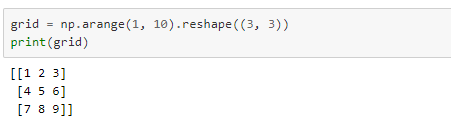 grid = np.arange(1, 10).reshape((3, 3))
print(grid)
[[1 2 3]
 [4 5 6]
 [7 8 9]]